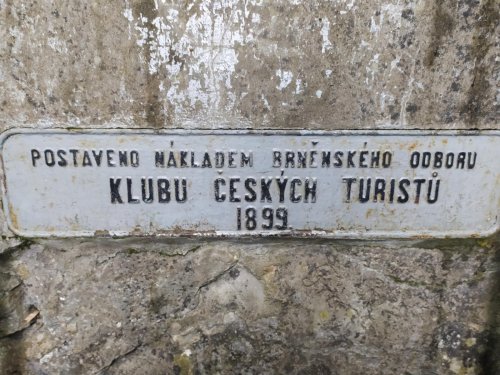 POSTAVENO NÁKLADEM BRNĚNSKÉHO ODBORU
KLUBU ČESKÝCH TURISTŮ
1899